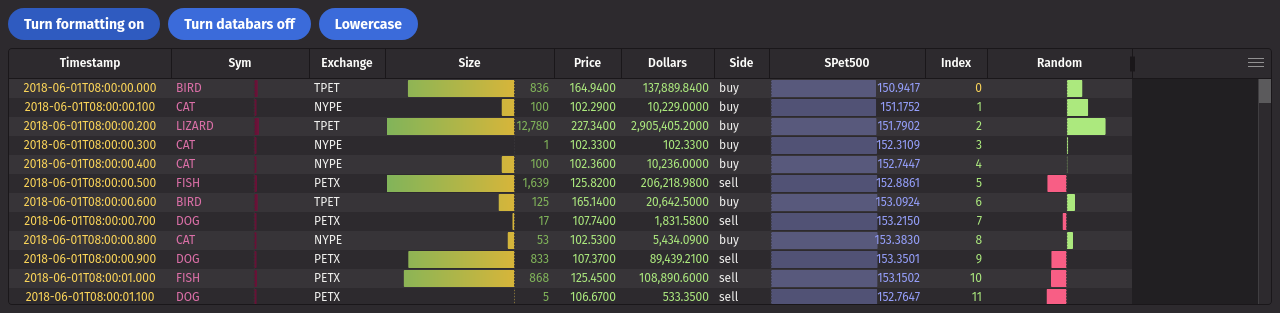 Turn formatting on Turn databars off Lowercase
Timestamp Sym Exchange Size Price Dollars Side SPet500 Index Random
2018-06-01T08:00:00.000 BIRD TPET 836 164.9400 137,889.8400 buy 150.9417 0
2018-06-01T08:00:00.100 CAT NYPE 100 102.2900 10,229.0000 buy 151.1752 1
2018-06-01T08:00:00.200 LIZARD TPET 12,780 227.3400 2,905,405.2000 buy 151.7902 2
2018-06-01T08:00:00.300 CAT NYPE 1 102.3300 102.3300 buy 152.3109 3
2018-06-01T08:00:00.400 CAT NYPE 100 102.3600 10,236.0000 buy 152.7447 4
2018-06-01T08:00:00.500 FISH PETX 1,639 125.8200 206,218.9800 sell 152.8861 5
2018-06-01T08:00:00.600 BIRD TPET 125 165.1400 20,642.5000 buy 153.0924 6
2018-06-01T08:00:00.700 DOG PETX 17 107.7400 1,831.5800 sell 153.2150 7
2018-06-01T08:00:00.800 CAT NYPE 53 102.5300 5,434.0900 buy 153.3830 8
2018-06-01T08:00:00.900 DOG PETX 833 107.3700 89,439.2100 sell 153.3501 9
2018-06-01T08:00:01.000 FISH PETX 868 125.4500 108,890.6000 sell 153.1502 10
2018-06-01T08:00:01.100 DOG PETX 5 106.6700 533.3500 sell 152.7647 11